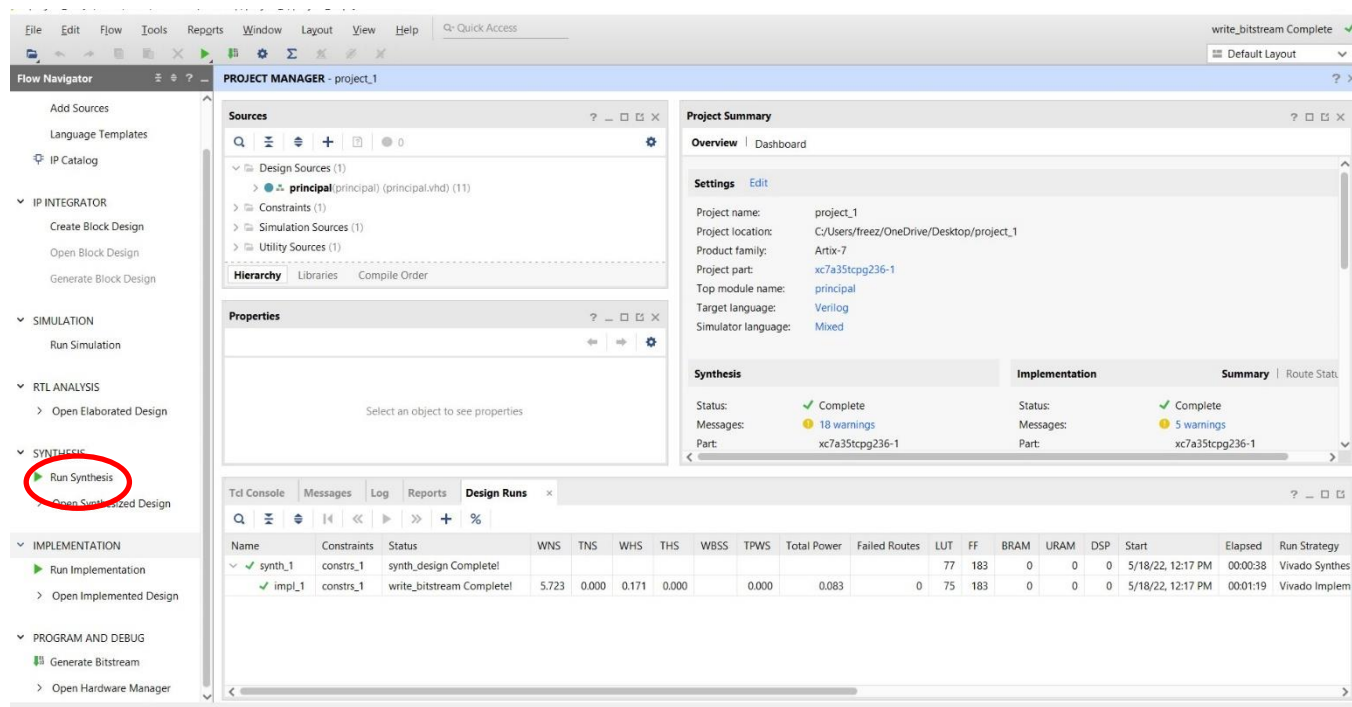 File Edit Flow Tools Reports Window Layout View Help Q- Quick Access write_bitstream Complete
Default Layout
Flow Navigator
PROJECT MANAGER - project_1
Add Sources
Language Templates
IP Catalog
IP INTEGRATOR
Create Block Design
Open Block Design
Generate Block Design
SIMULATION
Run Simulation
RTL ANALYSIS
Open Elaborated Design
SYNTHESIS
Run Synthesis
Open Synthesized Design
IMPLEMENTATION
Run Implementation
Open Implemented Design
PROGRAM AND DEBUG
Generate Bitstream
Open Hardware Manager
Sources
0
Design Sources (1)
principal(principal) (principal.vhd) (11)
Constraints (1)
Simulation Sources (1)
Utility Sources (1)
Hierarchy Libraries Compile Order
Properties
Select an object to see properties
Project Summary
Overview | Dashboard
Settings Edit
Project name: project_1
Project location: C:/Users/freez/OneDrive/Desktop/project_1
Product family: Artix-7
Project part: xc7a35tcpg236-1
Top module name: principal
Target language: Verilog
Simulator language: Mixed
Synthesis
Status: Complete
Messages: 18 warnings
Part: xc7a35tcpg236-1
Implementation Summary | Route Statu
Status: Complete
Messages: 5 warnings
Part: xc7a35tcpg236-1
Tcl Console Messages Log Reports Design Runs
Name Constraints Status WNS TNS WHS THS WBSS TPWS Total Power Failed Routes LUT FF BRAM URAM DSP Start Elapsed Run Strategy
synth_1 constrs_1 synth_design Complete! 77 183 0 0 0 5/18/22, 12:17 PM 00:00:38 Vivado Synthes
impl_1 constrs_1 write_bitstream Complete! 5.723 0.000 0.171 0.000 0.000 0.083 0 75 183 0 0 0 5/18/22, 12:17 PM 00:01:19 Vivado Implem